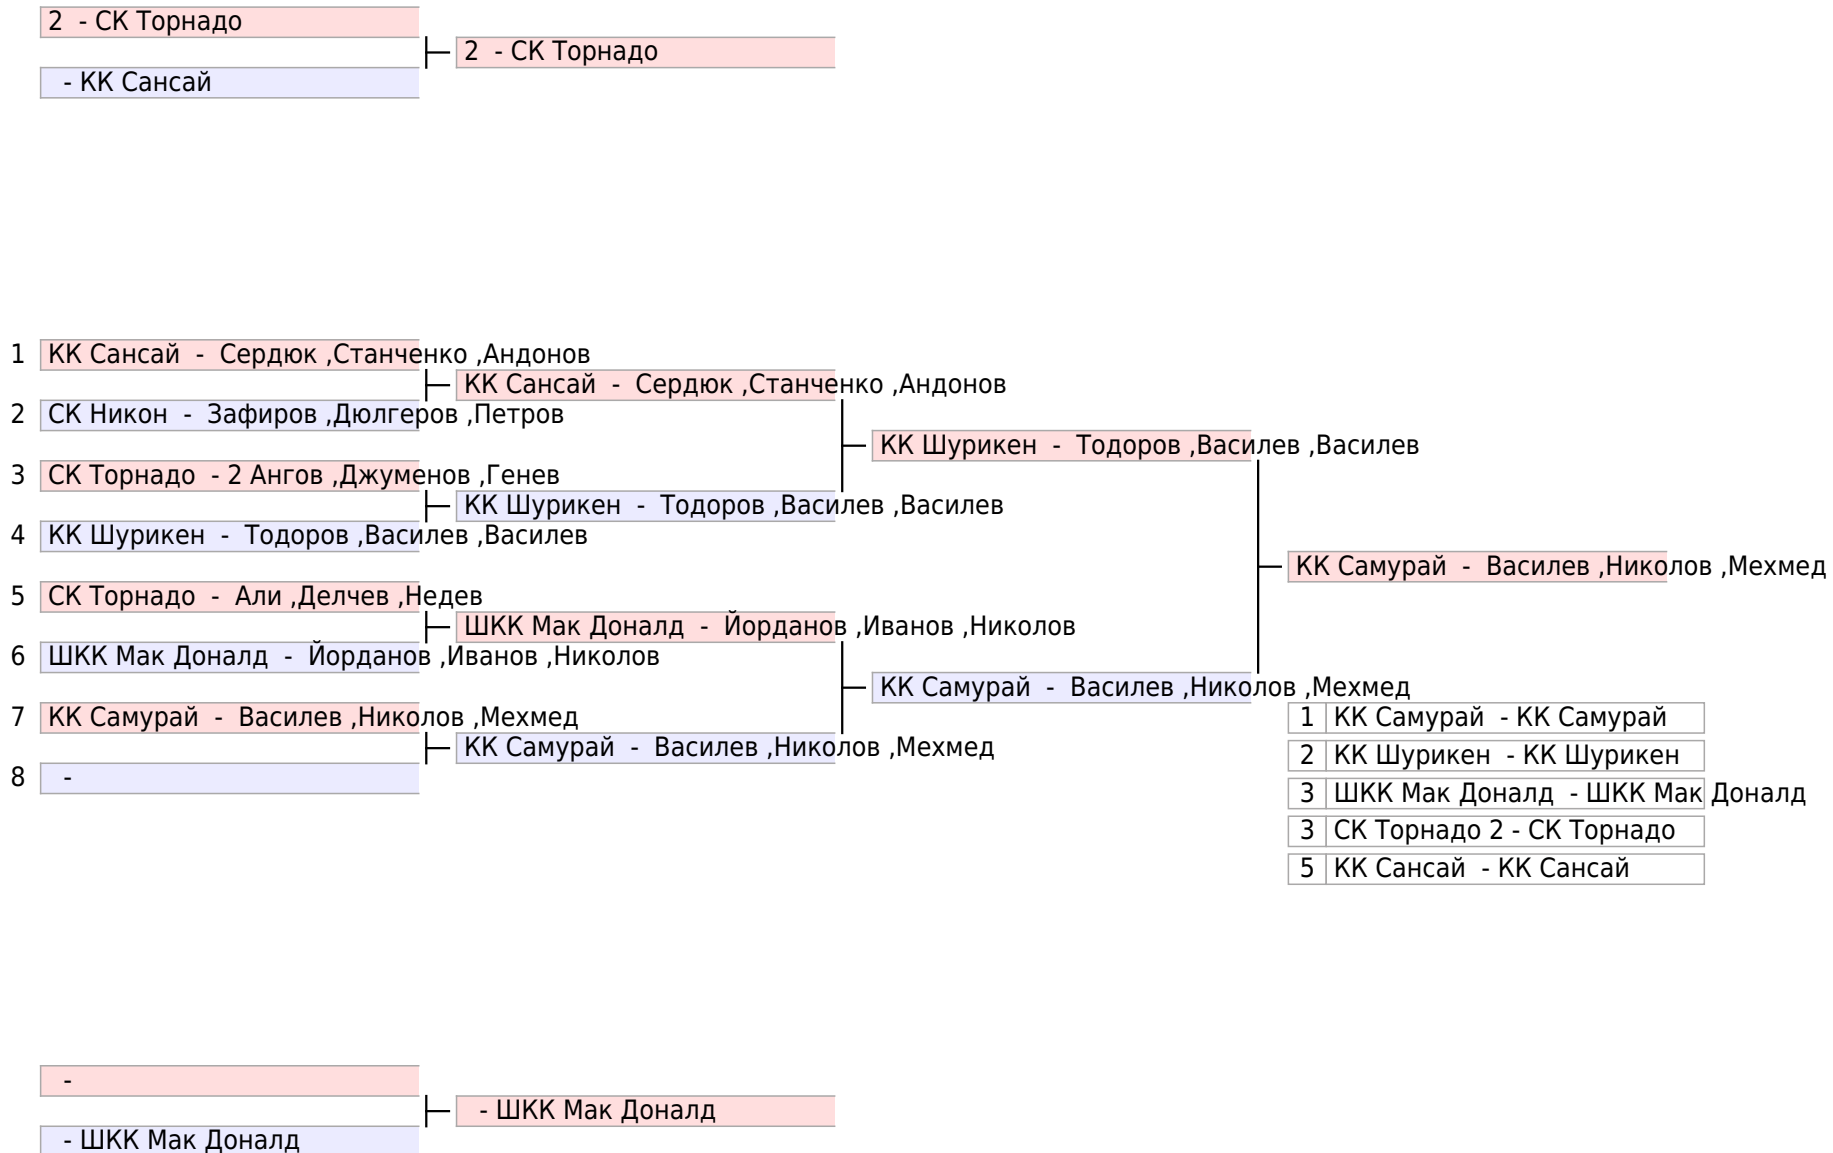 2 - СК Торнадо
2 - СК Торнадо
- КК Сансай
1 КК Сансай - Сердюк ,Станченко ,Андонов
КК Сансай - Сердюк ,Станченко ,Андонов
2 СК Никон - Зафиров ,Дюлгеров ,Петров
КК Шурикен - Тодоров ,Василев ,Василев
3 СК Торнадо - 2 Ангов ,Джуменов ,Генев
КК Шурикен - Тодоров ,Василев ,Василев
4 КК Шурикен - Тодоров ,Василев ,Василев
КК Самурай - Василев ,Николов ,Мехмед
5 СК Торнадо - Али ,Делчев ,Недев
ШКК Мак Доналд - Йорданов ,Иванов ,Николов
6 ШКК Мак Доналд - Йорданов ,Иванов ,Николов
КК Самурай - Василев ,Николов ,Мехмед
7 КК Самурай - Василев ,Николов ,Мехмед
КК Самурай - Василев ,Николов ,Мехмед
8 -
1 КК Самурай - КК Самурай
2 КК Шурикен - КК Шурикен
3 ШКК Мак Доналд - ШКК Мак Доналд
3 СК Торнадо 2 - СК Торнадо
5 КК Сансай - КК Сансай
-
- ШКК Мак Доналд
- ШКК Мак Доналд